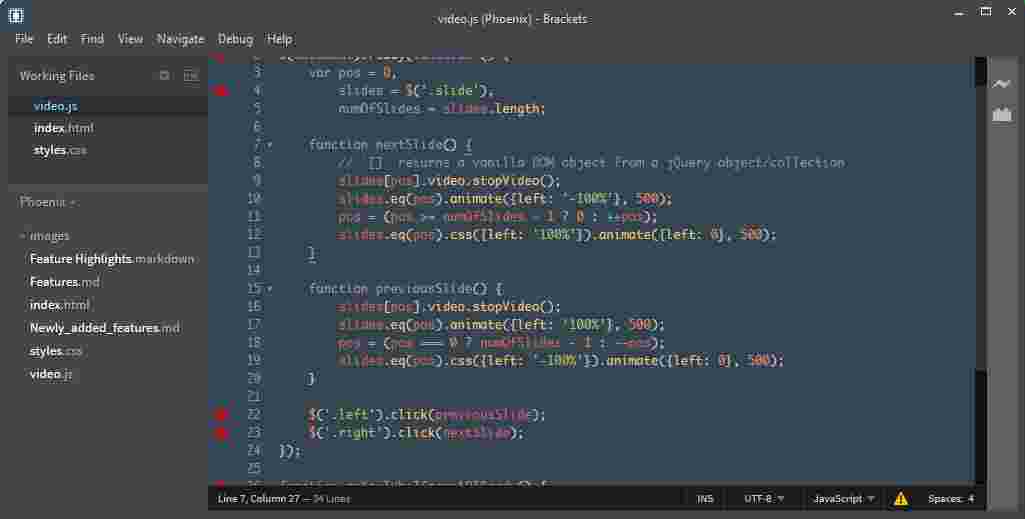 video.js (Phoenix) - Brackets
File Edit Find View Navigate Debug Help
Working Files
video.js
index.html
styles.css
Phoenix
images
Feature Highlights.markdown
Features.md
index.html
Newly_added_features.md
styles.css
video.js
3 var pos = 0,
4 slides = $('.slide'),
5 numOfSlides = slides.length;
6
7 function nextSlide() {
8 // [] returns a vanilla DOM object from a jQuery object/collection
9 slides[pos].video.stopVideo();
10 slides.eq(pos).animate({left: '-100%'}, 500);
11 pos = (pos >= numOfSlides - 1 ? 0 : ++pos);
12 slides.eq(pos).css({left: '100%'}).animate({left: 0}, 500);
13 }
14
15 function previousSlide() {
16 slides[pos].video.stopVideo();
17 slides.eq(pos).animate({left: '100%'}, 500);
18 pos = (pos === 0 ? numOfSlides - 1 : --pos);
19 slides.eq(pos).css({left: '-100%'}).animate({left: 0}, 500);
20 }
21
22 $('.left').click(previousSlide);
23 $('.right').click(nextSlide);
24 });
25
Line 7, Column 27 — 34 Lines INS UTF-8 JavaScript Spaces: 4